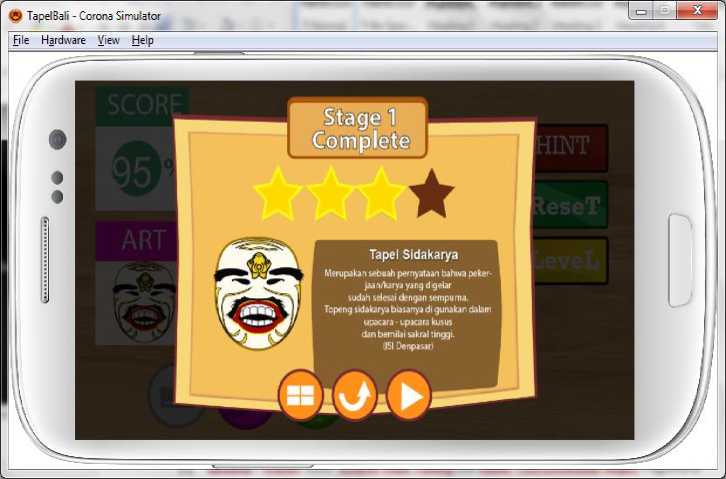 TapelBali - Corona Simulator
File Hardware View Help
SCORE
95 %
ART
Stage 1
Complete
HINT
ReseT
LeveL
Tapel Sidakarya
Merupakan sebuah pernyataan bahwa peker-
jaan/karya yang digelar
sudah selesai dengan sempurna.
Topeng sidakarya biasanya di gunakan dalam
upacara - upacara kusus
dan bernilai sakral tinggi.
(ISI Denpasar)